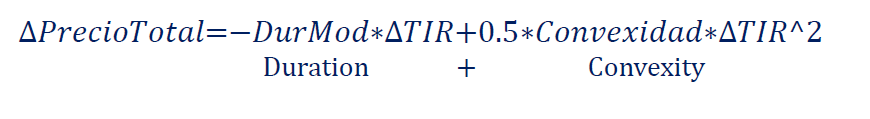 ΔPrecioTotal=−DurMod∗ΔTIR+0.5∗Convexidad∗ΔTIR^2
Duration + Convexity